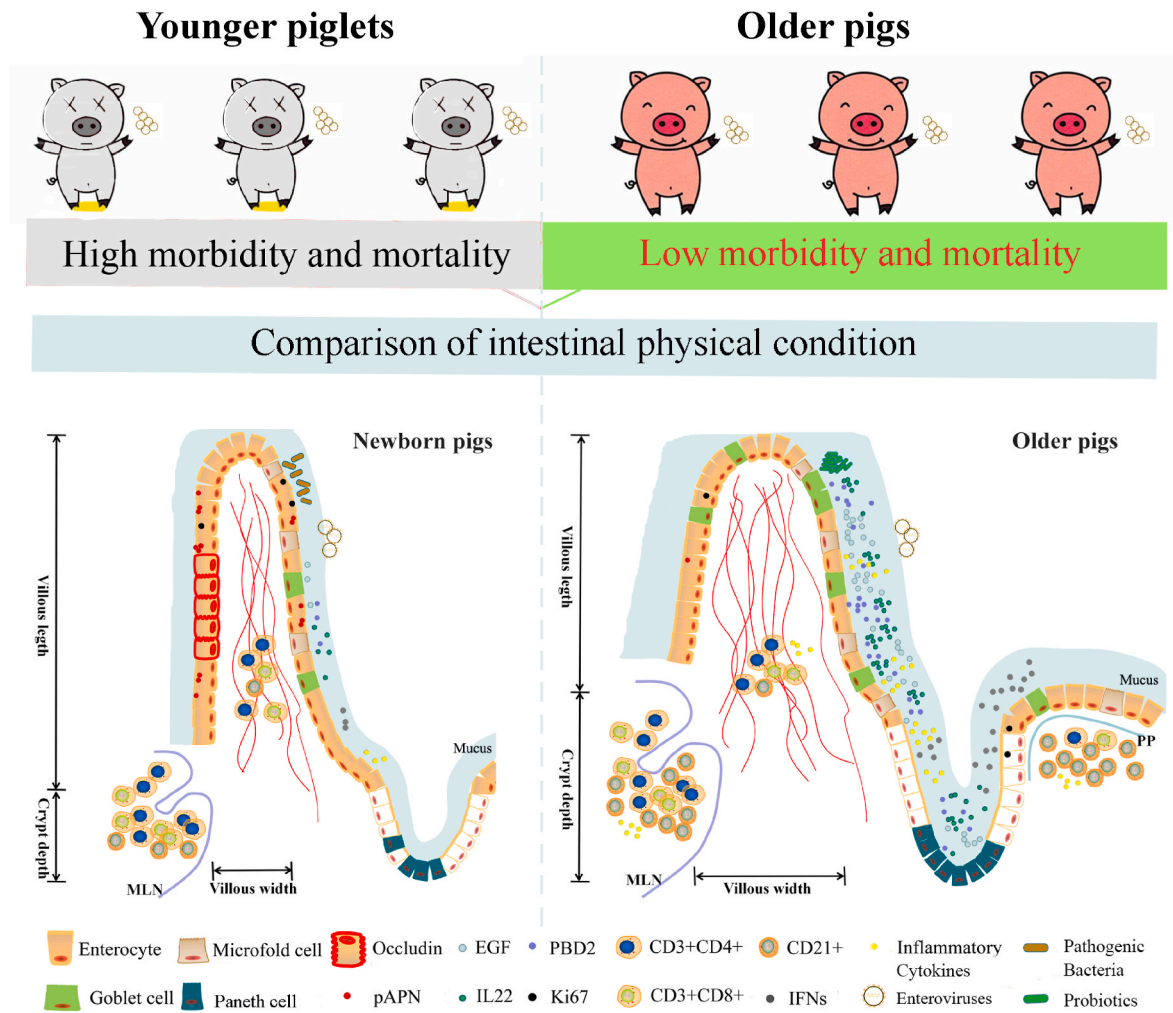 Younger piglets
Older pigs
High morbidity and mortality
Low morbidity and mortality
Comparison of intestinal physical condition
Newborn pigs
Older pigs
Villous legth
Villous legth
Mucus
Mucus
PP
Crypt depth
Crypt depth
MLN
Villous width
MLN
Villous width
Enterocyte
Microfold cell
Occludin
EGF
PBD2
CD3+CD4+
CD21+
Inflammatory
Cytokines
Pathogenic
Bacteria
Goblet cell
Paneth cell
pAPN
IL22
Ki67
CD3+CD8+
IFNs
Enteroviruses
Probiotics